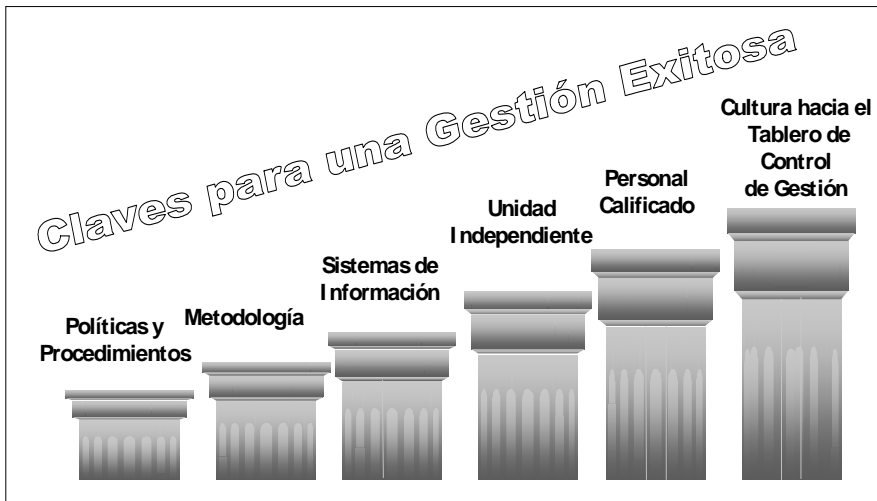 Claves para una Gestión Exitosa
Políticas y
Procedimientos
Metodología
Sistemas de
Información
Unidad
Independiente
Personal
Calificado
Cultura hacia el
Tablero de
Control
de Gestión